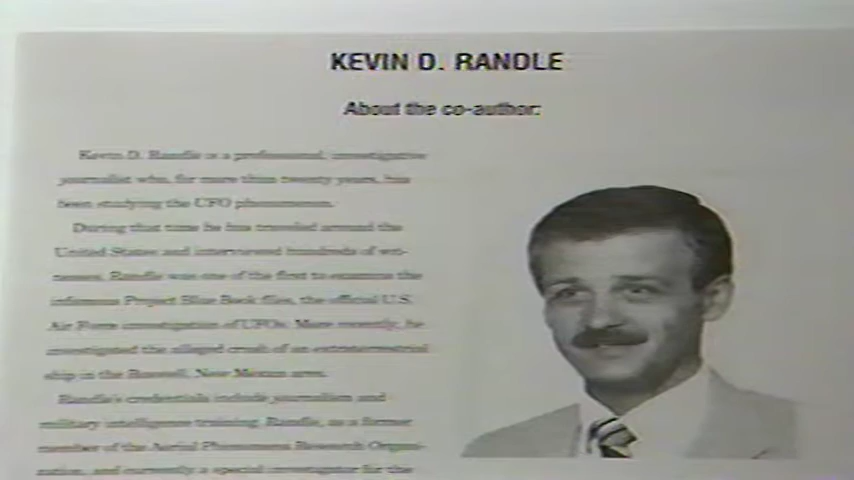 KEVIN D. RANDLE
About the co-author:
Kevin D. Randle is a professional, investigative
journalist who, for more than twenty years, has
been studying the UFO phenomenon.
During that time he has traveled around the
United States and interviewed hundreds of wit-
nesses. Randle was one of the first to examine the
infamous Project Blue Book files, the official U.S.
Air Force investigation of UFOs. More recently, he
investigated the alleged crash of an extraterrestrial
ship in the Roswell, New Mexico area.
Randle's credentials include journalism and
military intelligence training. Randle, as a former
member of the Aerial Phenomena Research Organi-
zation, and currently a special investigator for the